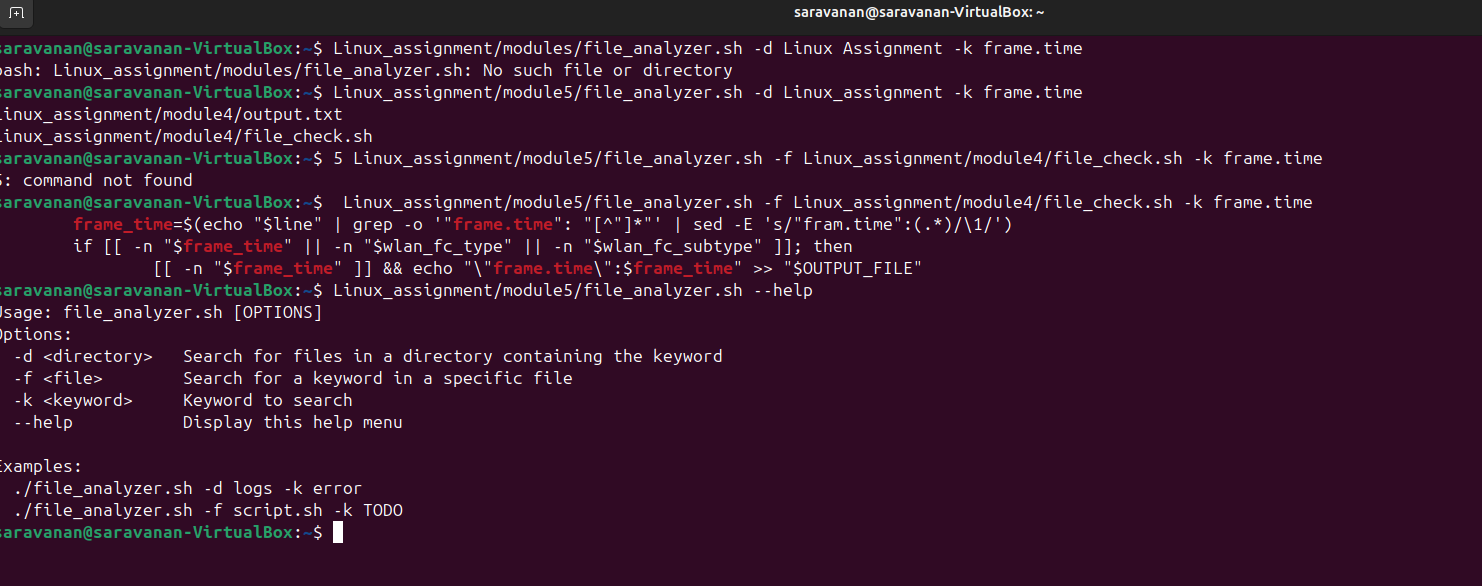 saravanan@saravanan-VirtualBox: ~
saravanan@saravanan-VirtualBox:~$ Linux_assignment/modules/file_analyzer.sh -d Linux Assignment -k frame.time
bash: Linux_assignment/modules/file_analyzer.sh: No such file or directory
saravanan@saravanan-VirtualBox:~$ Linux_assignment/module5/file_analyzer.sh -d Linux_assignment -k frame.time
Linux_assignment/module4/output.txt
Linux_assignment/module4/file_check.sh
saravanan@saravanan-VirtualBox:~$ 5 Linux_assignment/module5/file_analyzer.sh -f Linux_assignment/module4/file_check.sh -k frame.time
5: command not found
saravanan@saravanan-VirtualBox:~$  Linux_assignment/module5/file_analyzer.sh -f Linux_assignment/module4/file_check.sh -k frame.time
        frame_time=$(echo "$line" | grep -o '"frame.time": "[^"]*"' | sed -E 's/"fram.time":(.*)/\1/')
        if [[ -n "$frame_time" || -n "$wlan_fc_type" || -n "$wlan_fc_subtype" ]]; then
                [[ -n "$frame_time" ]] && echo "\"frame.time\":$frame_time" >> "$OUTPUT_FILE"
saravanan@saravanan-VirtualBox:~$ Linux_assignment/module5/file_analyzer.sh --help
Usage: file_analyzer.sh [OPTIONS]
Options:
  -d <directory>   Search for files in a directory containing the keyword
  -f <file>        Search for a keyword in a specific file
  -k <keyword>     Keyword to search
  --help           Display this help menu
Examples:
  ./file_analyzer.sh -d logs -k error
  ./file_analyzer.sh -f script.sh -k TODO
saravanan@saravanan-VirtualBox:~$